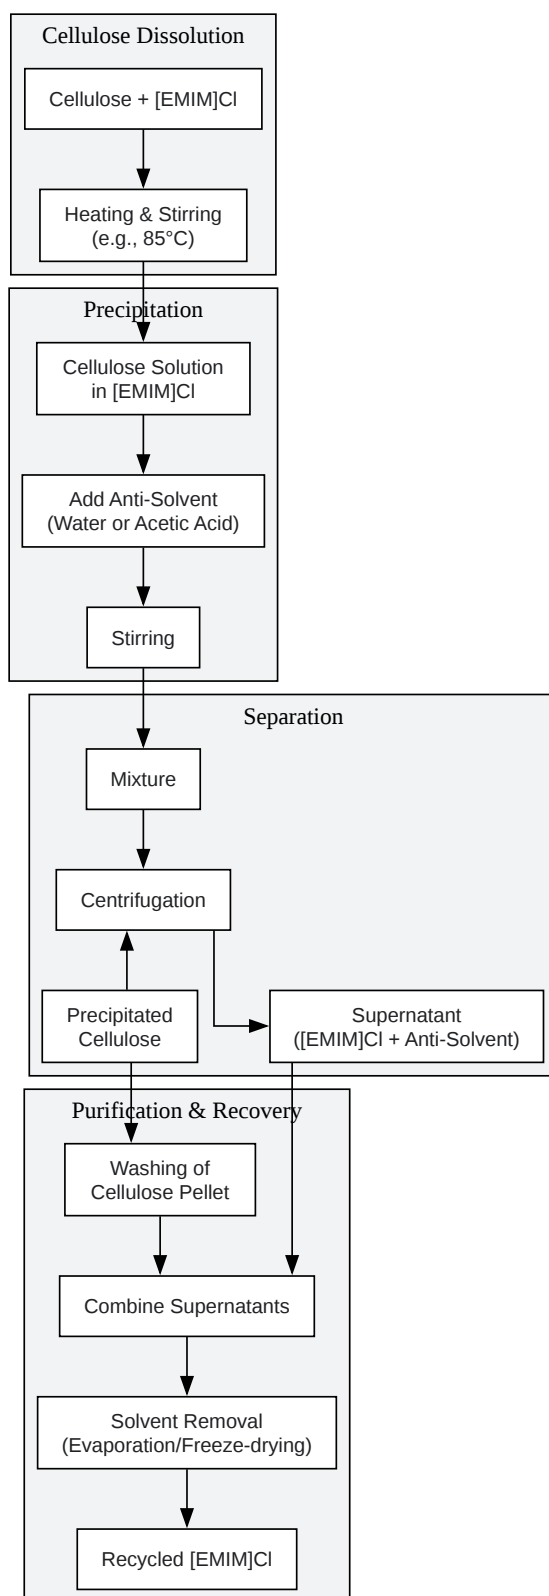 Cellulose Dissolution
Cellulose + [EMIM]Cl
Heating & Stirring
(e.g., 85°C)
Precipitation
Cellulose Solution
in [EMIM]Cl
Add Anti-Solvent
(Water or Acetic Acid)
Stirring
Separation
Mixture
Centrifugation
Precipitated
Cellulose
Supernatant
([EMIM]Cl + Anti-Solvent)
Purification & Recovery
Washing of
Cellulose Pellet
Combine Supernatants
Solvent Removal
(Evaporation/Freeze-drying)
Recycled [EMIM]Cl